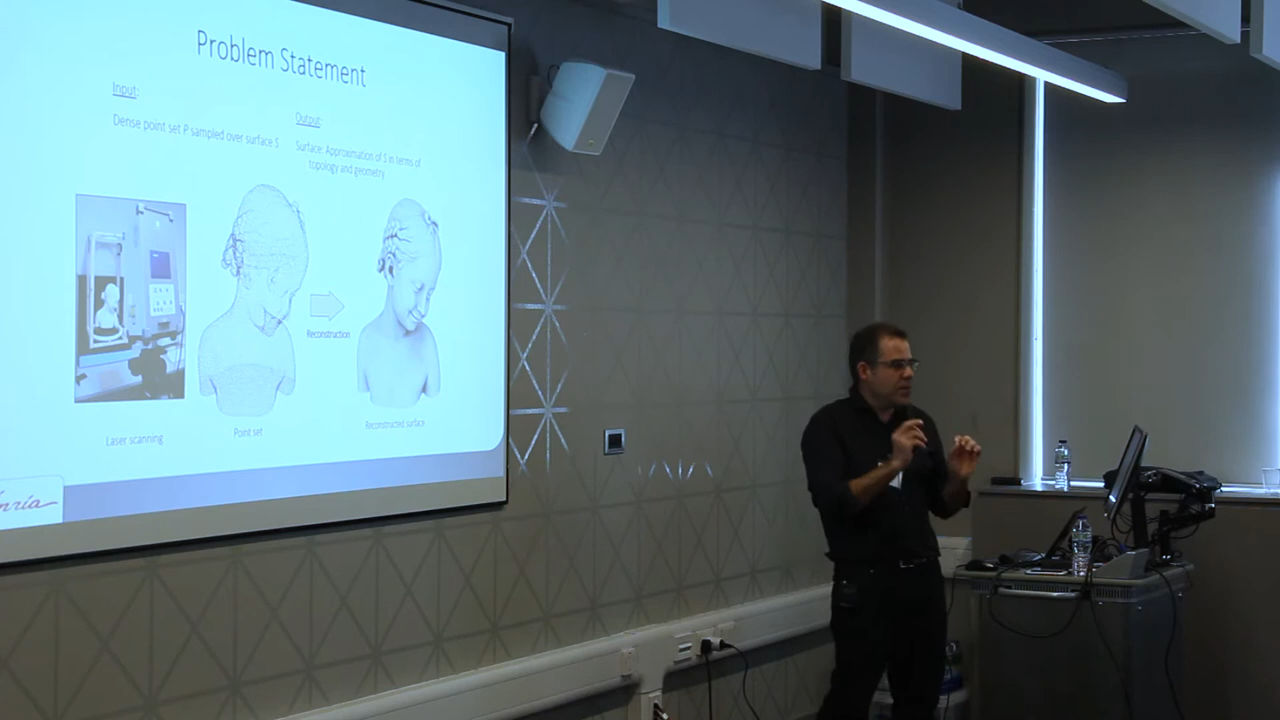 Problem Statement
Input:
Dense point set P sampled over surface S
Output:
Surface: Approximation of S in terms of
topology and geometry
Reconstruction
Laser scanning
Point set
Reconstructed surface